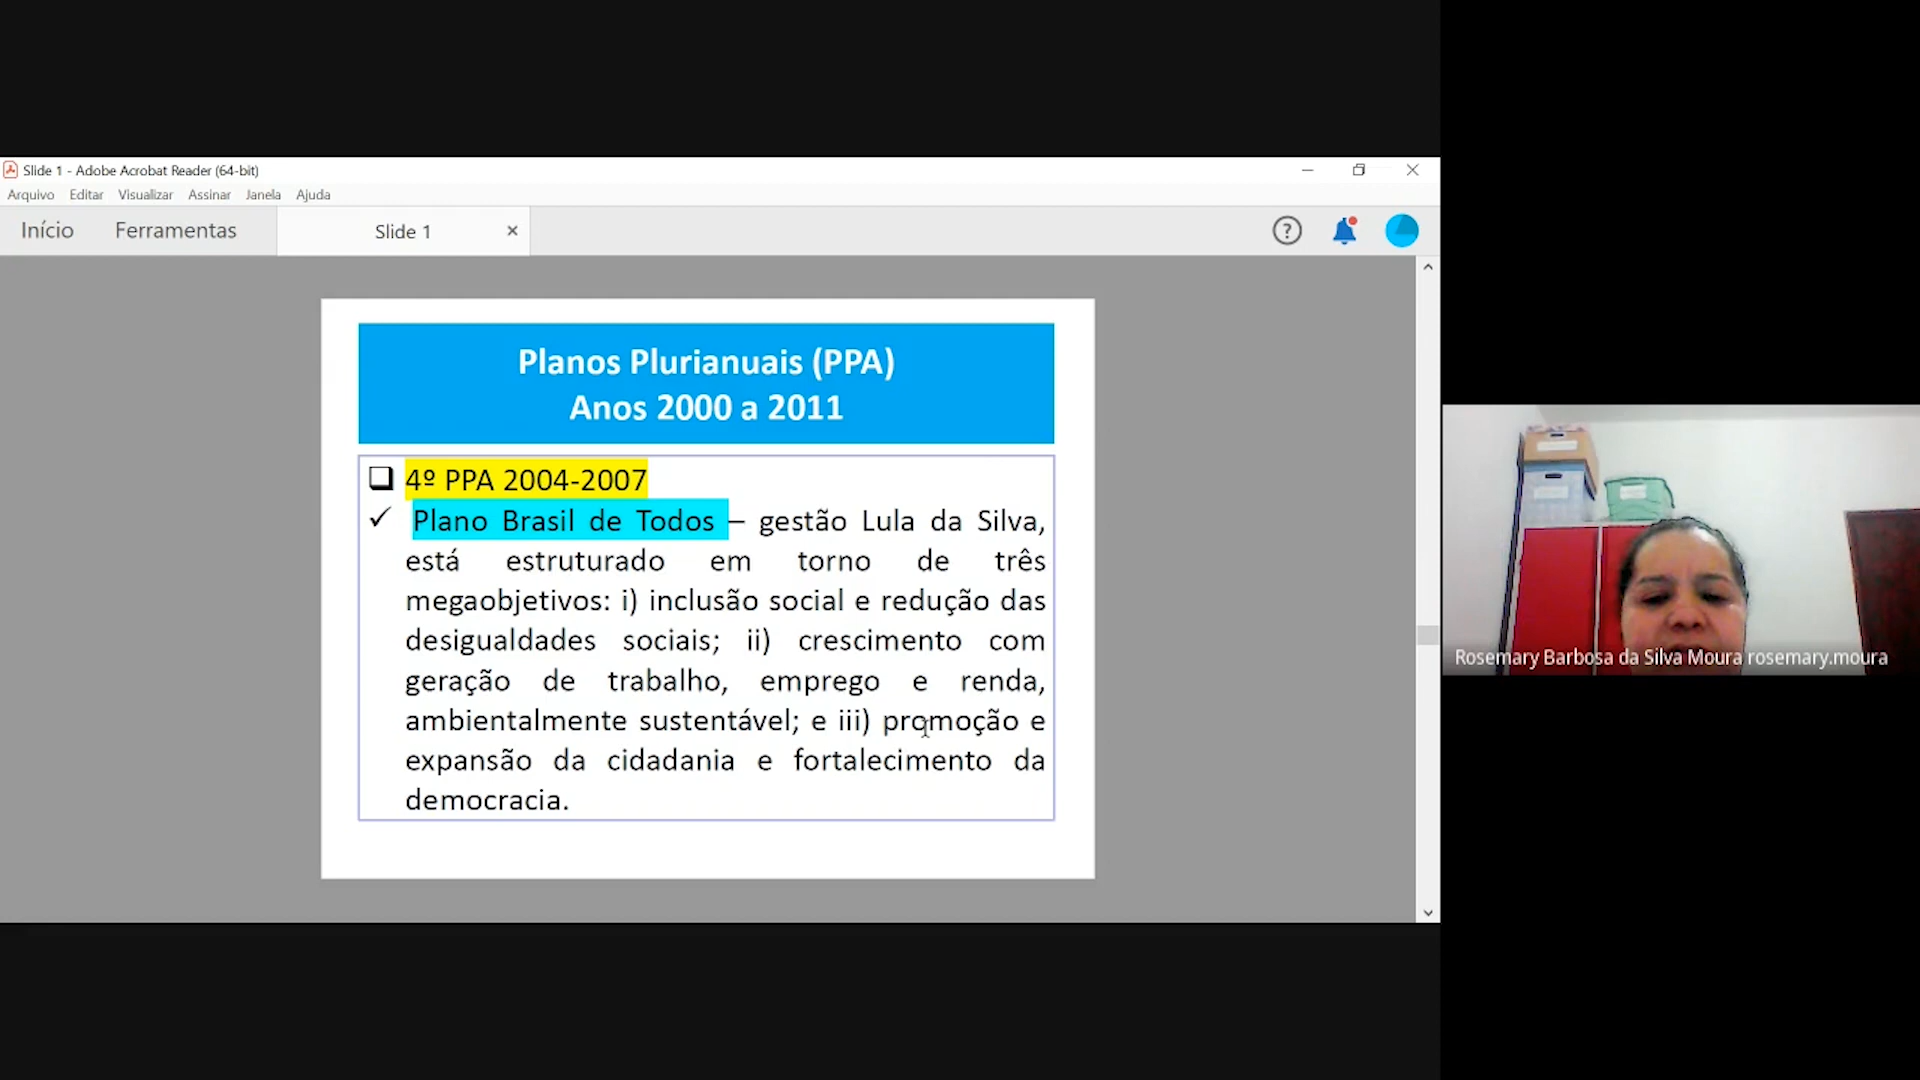 Slide 1 - Adobe Acrobat Reader (64-bit)
Arquivo Editar Visualizar Assinar Janela Ajuda
Início Ferramentas Slide 1
Planos Plurianuais (PPA)
Anos 2000 a 2011
4º PPA 2004-2007
Plano Brasil de Todos – gestão Lula da Silva,
está estruturado em torno de três
megaobjetivos: i) inclusão social e redução das
desigualdades sociais; ii) crescimento com
geração de trabalho, emprego e renda,
ambientalmente sustentável; e iii) promoção e
expansão da cidadania e fortalecimento da
democracia.
Rosemary Barbosa da Silva Moura rosemary.moura